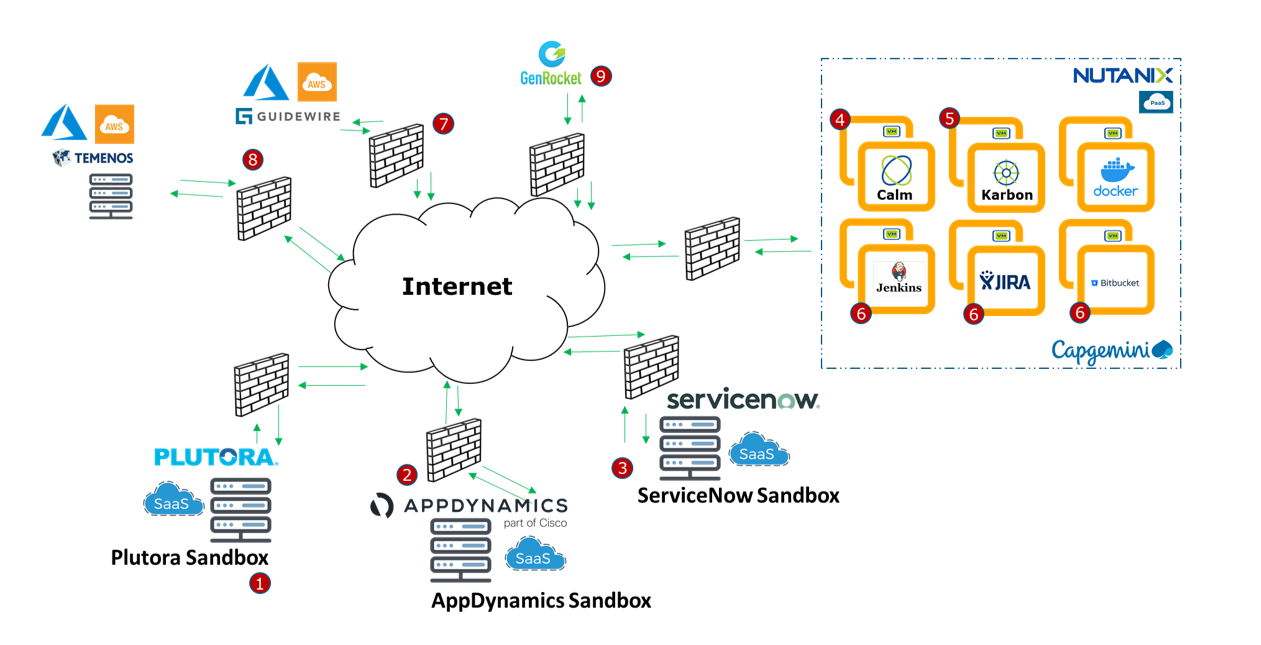 GenRocket
9
NUTANIX
PaaS
AWS
GUIDEWIRE
7
AWS
TEMENOS
8
4
VM
Calm
5
VM
Karbon
VM
docker
VM
Jenkins
6
VM
JIRA
6
VM
Bitbucket
6
Capgemini
Internet
PLUTORA
SaaS
Plutora Sandbox
1
2
APPDYNAMICS
part of Cisco
SaaS
AppDynamics Sandbox
servicenow
3
SaaS
ServiceNow Sandbox